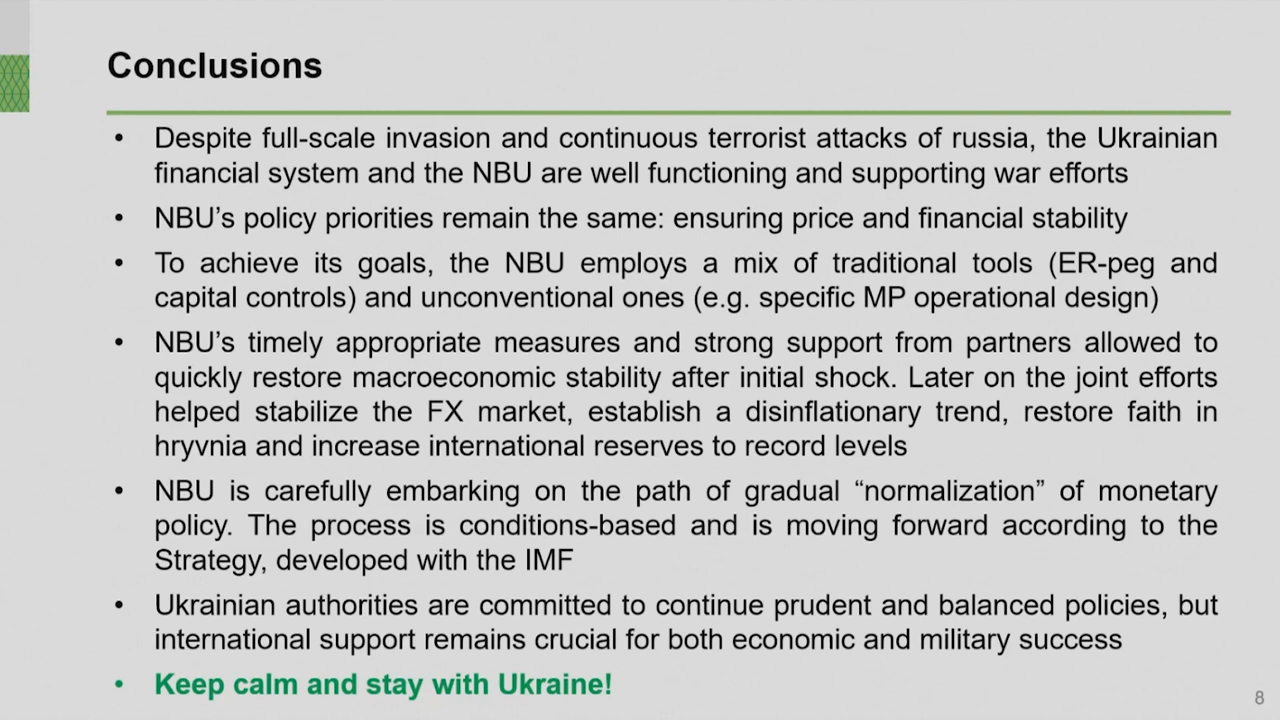 Conclusions
• Despite full-scale invasion and continuous terrorist attacks of russia, the Ukrainian
financial system and the NBU are well functioning and supporting war efforts
• NBU’s policy priorities remain the same: ensuring price and financial stability
• To achieve its goals, the NBU employs a mix of traditional tools (ER-peg and
capital controls) and unconventional ones (e.g. specific MP operational design)
• NBU’s timely appropriate measures and strong support from partners allowed to
quickly restore macroeconomic stability after initial shock. Later on the joint efforts
helped stabilize the FX market, establish a disinflationary trend, restore faith in
hryvnia and increase international reserves to record levels
• NBU is carefully embarking on the path of gradual “normalization” of monetary
policy. The process is conditions-based and is moving forward according to the
Strategy, developed with the IMF
• Ukrainian authorities are committed to continue prudent and balanced policies, but
international support remains crucial for both economic and military success
• Keep calm and stay with Ukraine!
8